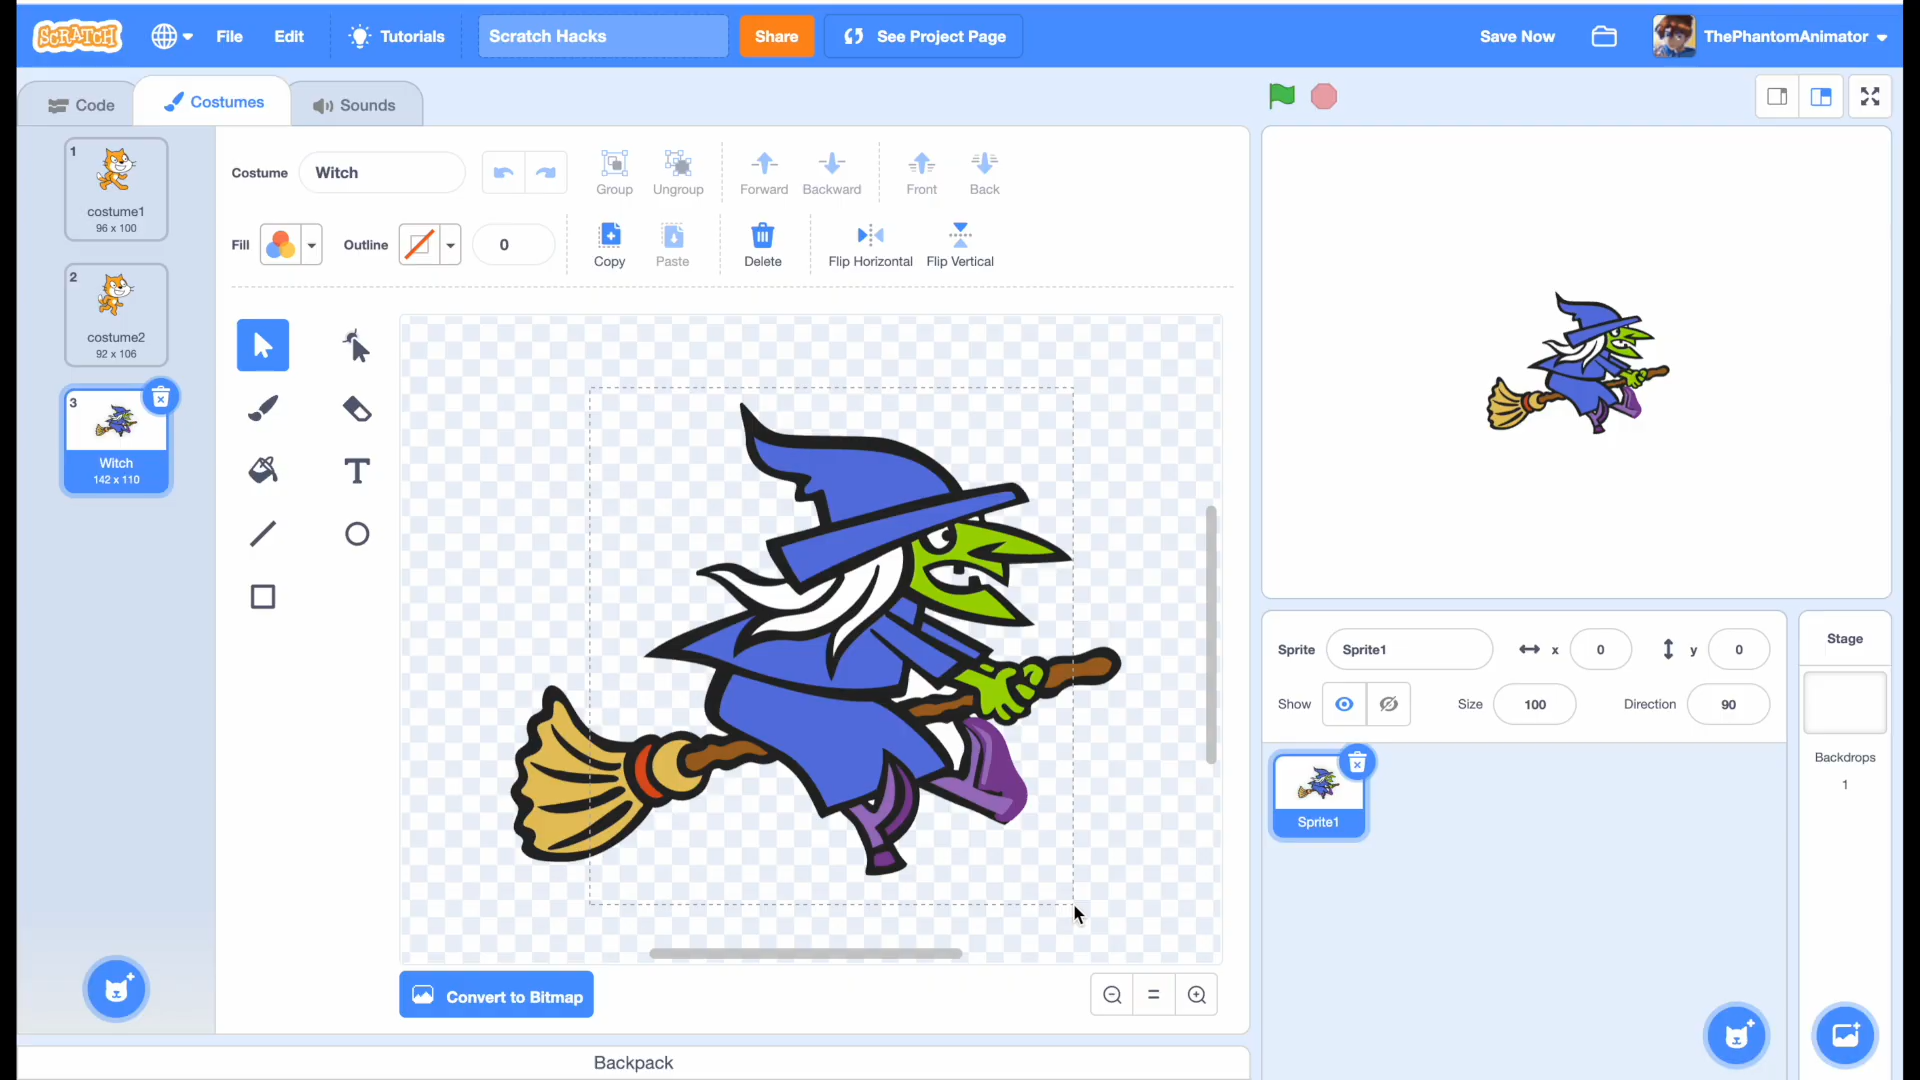 SCRATCH File Edit Tutorials Scratch Hacks Share See Project Page Save Now ThePhantomAnimator
Code Costumes Sounds
1
costume1
96 x 100
2
costume2
92 x 106
3
Witch
142 x 110
Costume Witch Group Ungroup Forward Backward Front Back
Fill Outline 0 Copy Paste Delete Flip Horizontal Flip Vertical
Convert to Bitmap
Backpack
Sprite Sprite1 x 0 y 0
Show Size 100 Direction 90
Sprite1
Stage
Backdrops
1